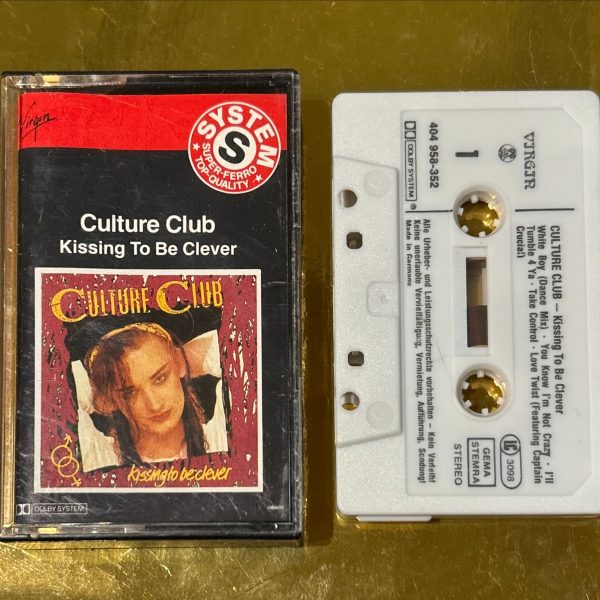 Virgin
SYSTEM
S
SUPER-FERRO
TOP-QUALITY
Culture Club
Kissing To Be Clever
CULTURE CLUB
kissing to be clever
DOLBY SYSTEM
VIRGIN
1
404 958-352
DOLBY SYSTEM
CULTURE CLUB – Kissing To Be Clever
White Boy (Dance Mix) · You Know I'm Not Crazy · I'll
Tumble 4 Ya · Take Control · Love Twist (Featuring Captain
Crucial)
Alle Urheber- und Leistungsschutzrechte vorbehalten – Kein Verleih!
Keine unerlaubte Vervielfältigung, Vermietung, Aufführung, Sendung!
Made in Germany
LC 3098
GEMA
STEMRA
STEREO